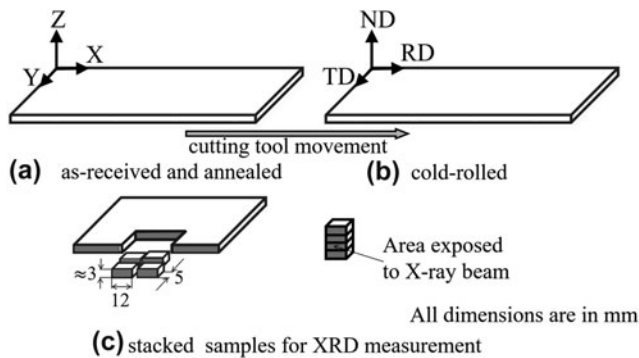 Z
X
Y
ND
RD
TD
cutting tool movement
(a) as-received and annealed
(b) cold-rolled
≈3
12
5
Area exposed
to X-ray beam
All dimensions are in mm
(c) stacked samples for XRD measurement